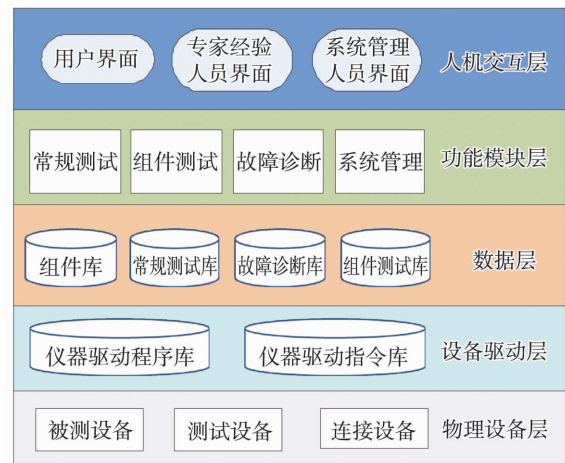 用户界面
专家经验
人员界面
系统管理
人员界面
人机交互层
常规测试
组件测试
故障诊断
系统管理
功能模块层
组件库
常规测试库
故障诊断库
组件测试库
数据层
仪器驱动程序库
仪器驱动指令库
设备驱动层
被测设备
测试设备
连接设备
物理设备层